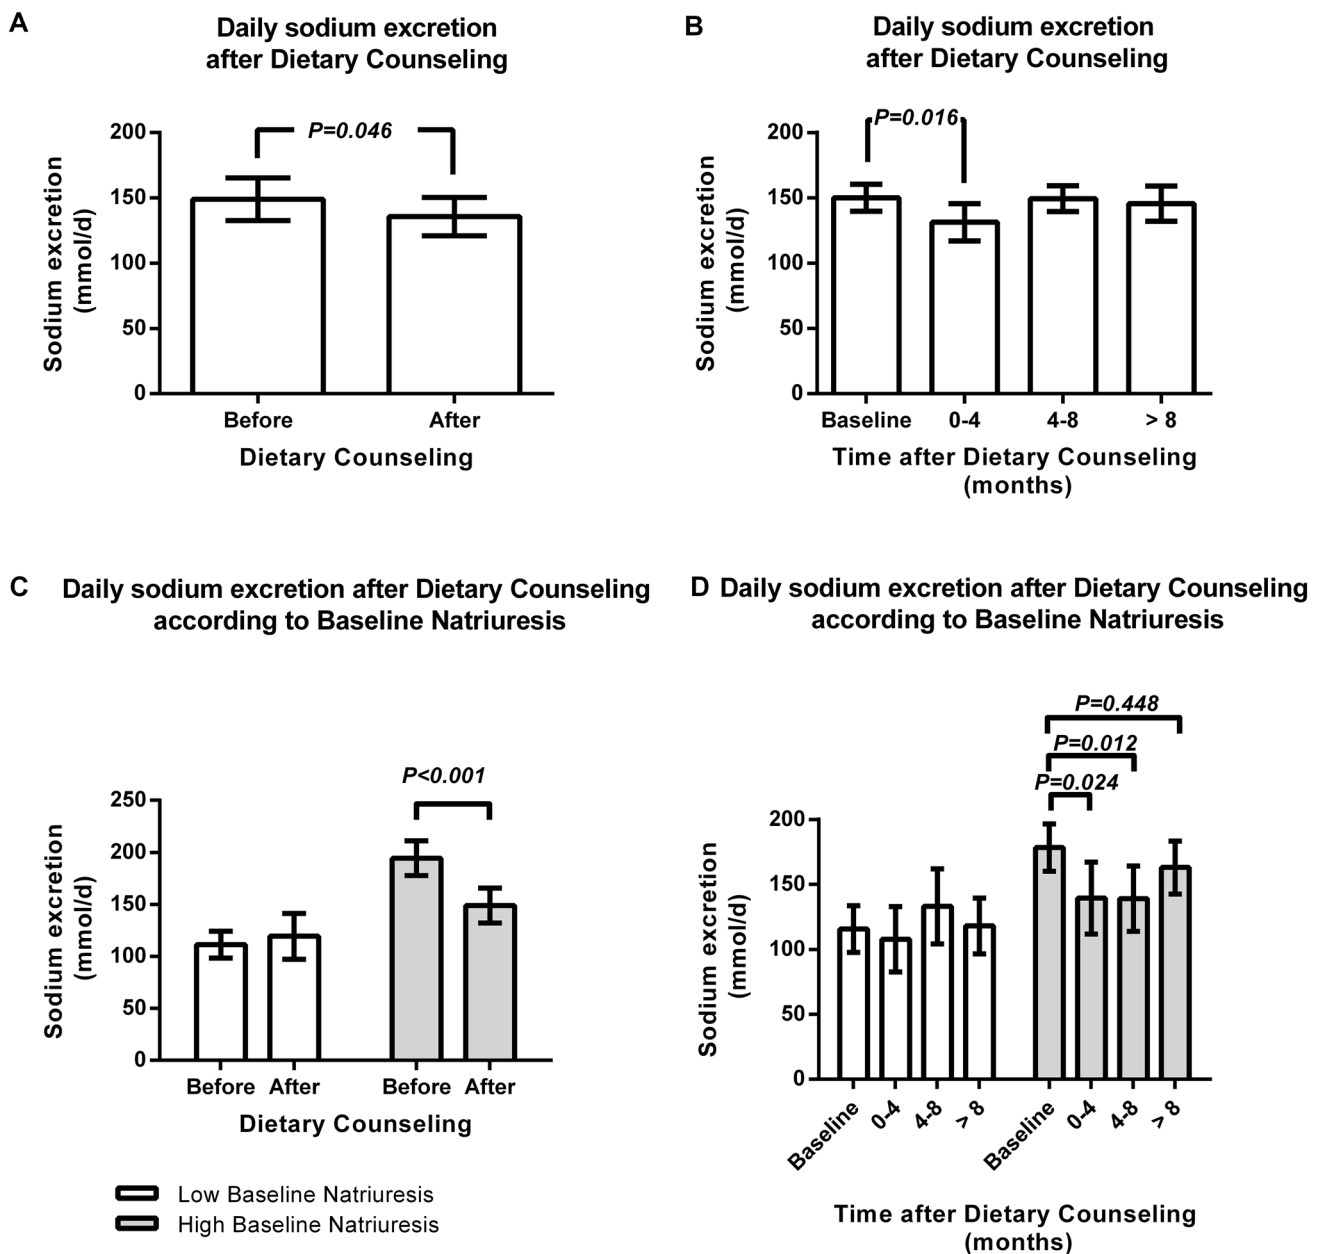 A
Daily sodium excretion
after Dietary Counseling
Sodium excretion
(mmol/d)
200
150
100
50
0
P=0.046
Before
After
Dietary Counseling
B
Daily sodium excretion
after Dietary Counseling
Sodium excretion
(mmol/d)
200
150
100
50
0
P=0.016
Baseline
0-4
4-8
> 8
Time after Dietary Counseling
(months)
C
Daily sodium excretion after Dietary Counseling
according to Baseline Natriuresis
Sodium excretion
(mmol/d)
250
200
150
100
50
0
P<0.001
Before
After
Before
After
Dietary Counseling
Low Baseline Natriuresis
High Baseline Natriuresis
D
Daily sodium excretion after Dietary Counseling
according to Baseline Natriuresis
Sodium excretion
(mmol/d)
200
150
100
50
0
P=0.448
P=0.012
P=0.024
Baseline
0-4
4-8
> 8
Baseline
0-4
4-8
> 8
Time after Dietary Counseling
(months)